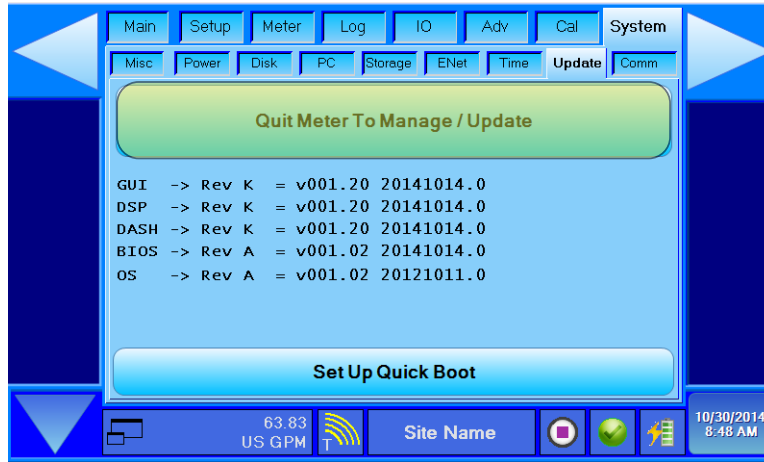 Main Setup Meter Log IO Adv Cal System
Misc Power Disk PC Storage ENet Time Update Comm
Quit Meter To Manage / Update
GUI -> Rev K = v001.20 20141014.0
DSP -> Rev K = v001.20 20141014.0
DASH -> Rev K = v001.20 20141014.0
BIOS -> Rev A = v001.02 20141014.0
OS -> Rev A = v001.02 20121011.0
Set Up Quick Boot
63.83
US GPM
T
Site Name
10/30/2014
8:48 AM